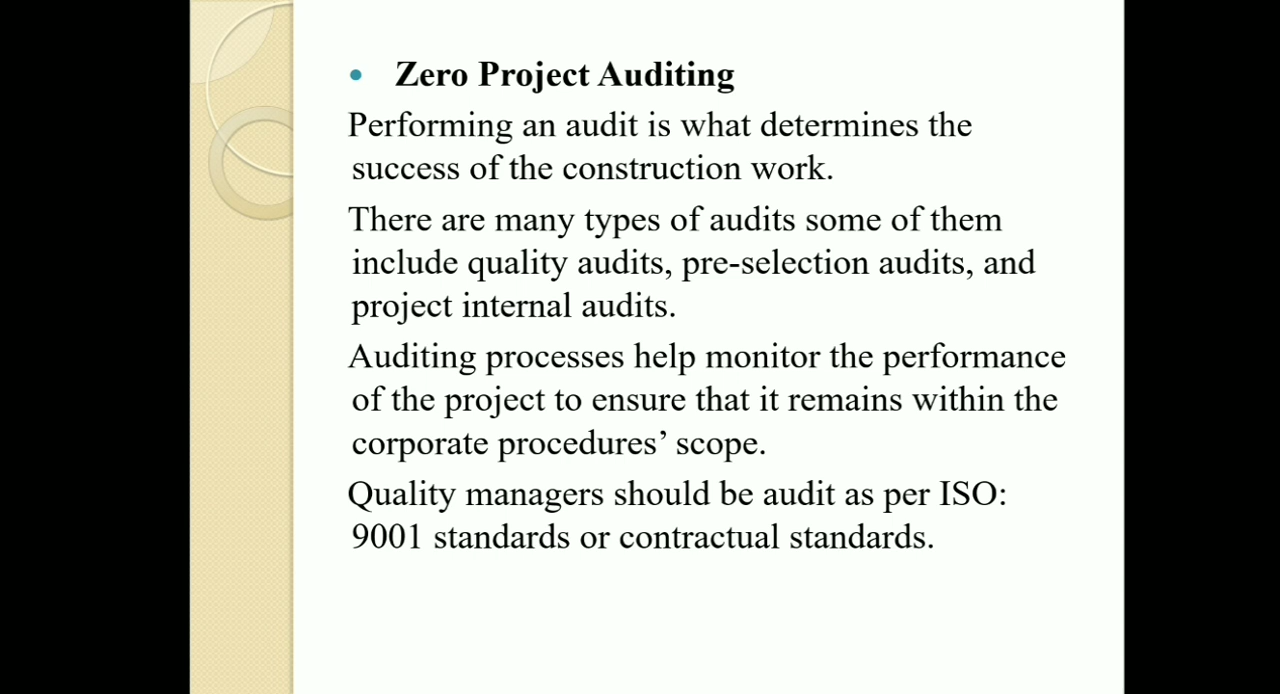 • Zero Project Auditing
Performing an audit is what determines the
success of the construction work.
There are many types of audits some of them
include quality audits, pre-selection audits, and
project internal audits.
Auditing processes help monitor the performance
of the project to ensure that it remains within the
corporate procedures’ scope.
Quality managers should be audit as per ISO:
9001 standards or contractual standards.